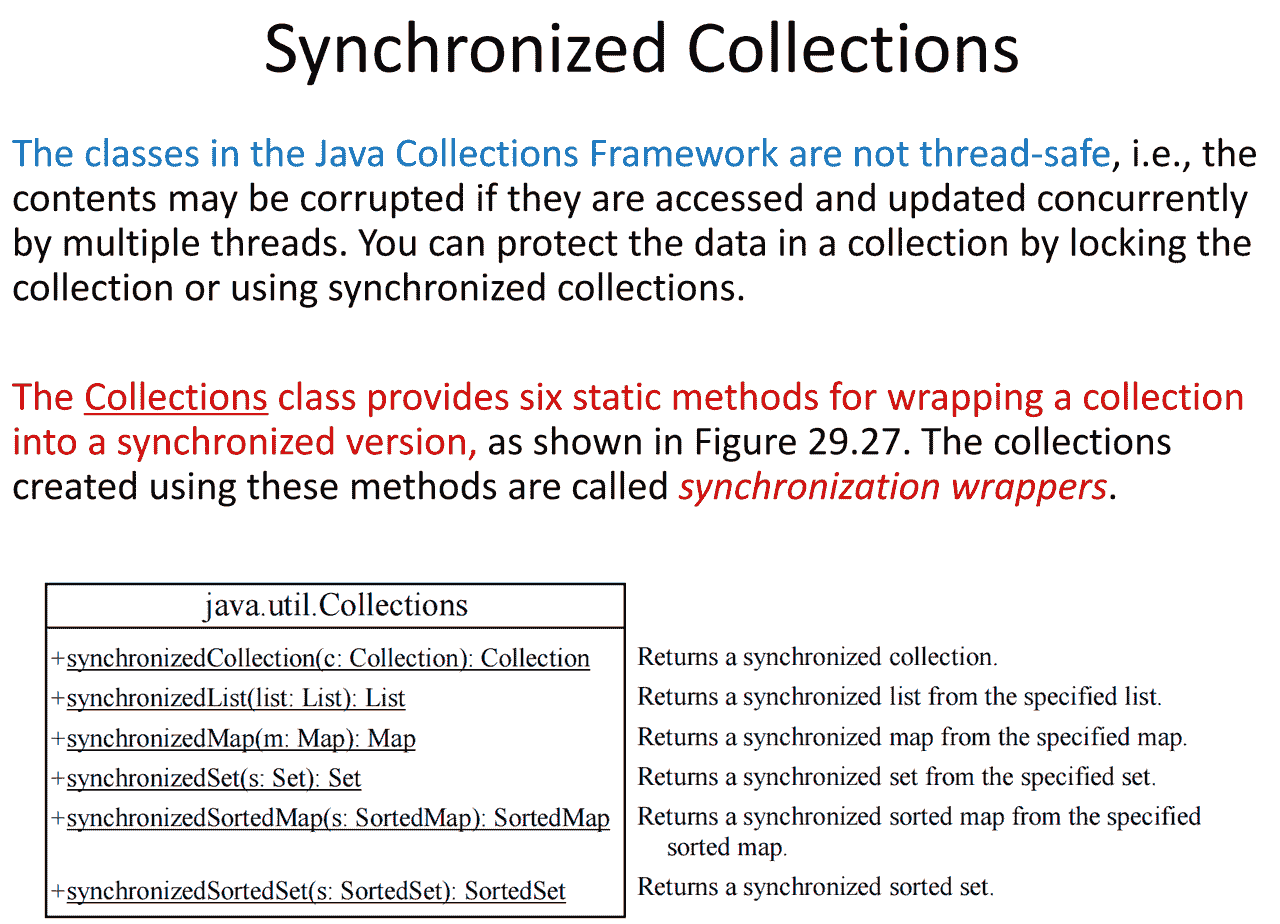 Synchronized Collections
The classes in the Java Collections Framework are not thread-safe, i.e., the
contents may be corrupted if they are accessed and updated concurrently
by multiple threads. You can protect the data in a collection by locking the
collection or using synchronized collections.
The Collections class provides six static methods for wrapping a collection
into a synchronized version, as shown in Figure 29.27. The collections
created using these methods are called synchronization wrappers.
java.util.Collections
+synchronizedCollection(c: Collection): Collection Returns a synchronized collection.
+synchronizedList(list: List): List Returns a synchronized list from the specified list.
+synchronizedMap(m: Map): Map Returns a synchronized map from the specified map.
+synchronizedSet(s: Set): Set Returns a synchronized set from the specified set.
+synchronizedSortedMap(s: SortedMap): SortedMap Returns a synchronized sorted map from the specified
sorted map.
+synchronizedSortedSet(s: SortedSet): SortedSet Returns a synchronized sorted set.